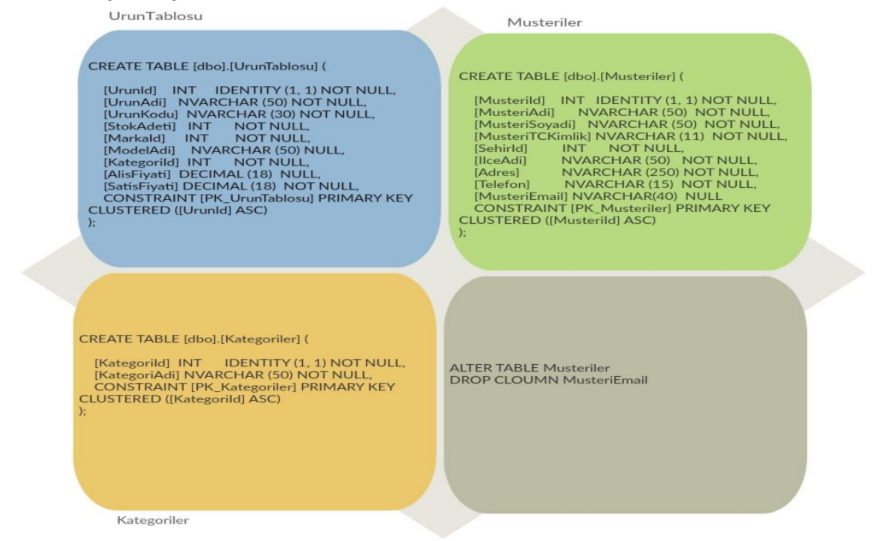 UrunTablosu
CREATE TABLE [dbo].[UrunTablosu] (
[UrunId] INT IDENTITY (1, 1) NOT NULL,
[UrunAdi] NVARCHAR (50) NOT NULL,
[UrunKodu] NVARCHAR (30) NOT NULL,
[StokAdeti] INT NOT NULL,
[MarkaId] INT NOT NULL,
[ModelAdi] NVARCHAR (50) NULL,
[KategoriId] INT NOT NULL,
[AlisFiyati] DECIMAL (18) NULL,
[SatisFiyati] DECIMAL (18) NOT NULL,
CONSTRAINT [PK_UrunTablosu] PRIMARY KEY
CLUSTERED ([UrunId] ASC)
);
Musteriler
CREATE TABLE [dbo].[Musteriler] (
[MusteriId] INT IDENTITY (1, 1) NOT NULL,
[MusteriAdi] NVARCHAR (50) NOT NULL,
[MusteriSoyadi] NVARCHAR (50) NOT NULL,
[MusteriTCKimlik] NVARCHAR (11) NOT NULL,
[SehirId] INT NOT NULL,
[IlceAdi] NVARCHAR (50) NOT NULL,
[Adres] NVARCHAR (250) NOT NULL,
[Telefon] NVARCHAR (15) NOT NULL,
[MusteriEmail] NVARCHAR(40) NULL
CONSTRAINT [PK_Musteriler] PRIMARY KEY
CLUSTERED ([MusteriId] ASC)
);
CREATE TABLE [dbo].[Kategoriler] (
[KategoriId] INT IDENTITY (1, 1) NOT NULL,
[KategoriAdi] NVARCHAR (50) NOT NULL,
CONSTRAINT [PK_Kategoriler] PRIMARY KEY
CLUSTERED ([KategoriId] ASC)
);
Kategoriler
ALTER TABLE Musteriler
DROP CLOUMN MusteriEmail